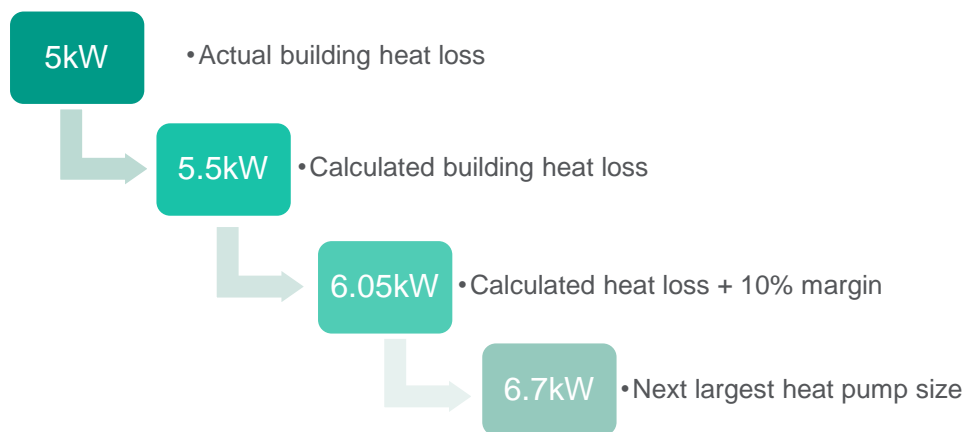 5kW
•Actual building heat loss
5.5kW
•Calculated building heat loss
6.05kW
•Calculated heat loss + 10% margin
6.7kW
•Next largest heat pump size